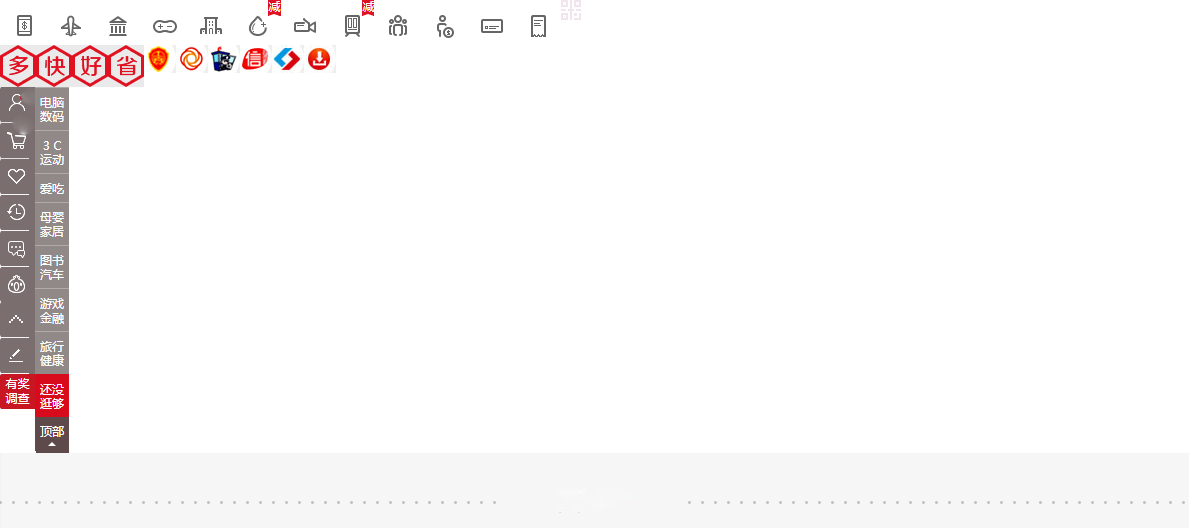 减
减
多 快 好 省
信
电脑
数码
3 C
运动
爱吃
母婴
家居
图书
汽车
游戏
金融
旅行
健康
有奖
调查
还没
逛够
顶部